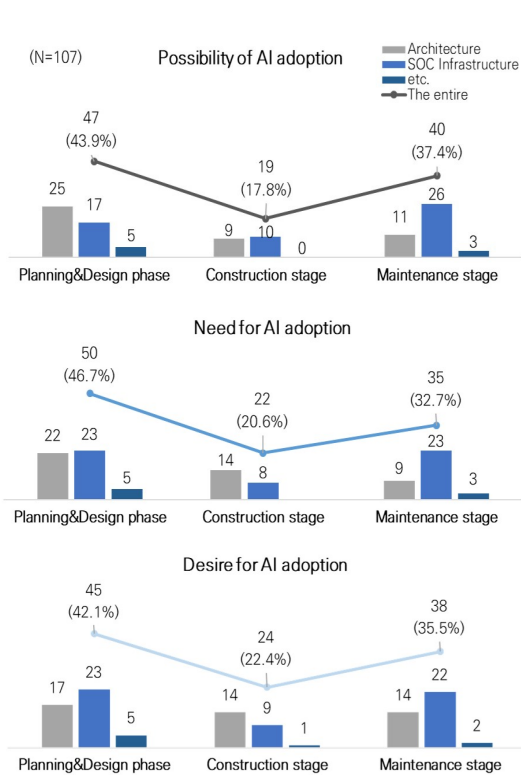 (N=107)
Possibility of AI adoption
Architecture
SOC Infrastructure
etc.
The entire
47
(43.9%)
19
(17.8%)
40
(37.4%)
25
17
5
9
10
0
11
26
3
Planning&Design phase
Construction stage
Maintenance stage
Need for AI adoption
50
(46.7%)
22
(20.6%)
35
(32.7%)
22
23
5
14
8
9
23
3
Planning&Design phase
Construction stage
Maintenance stage
Desire for AI adoption
45
(42.1%)
24
(22.4%)
38
(35.5%)
17
23
5
14
9
1
14
22
2
Planning&Design phase
Construction stage
Maintenance stage